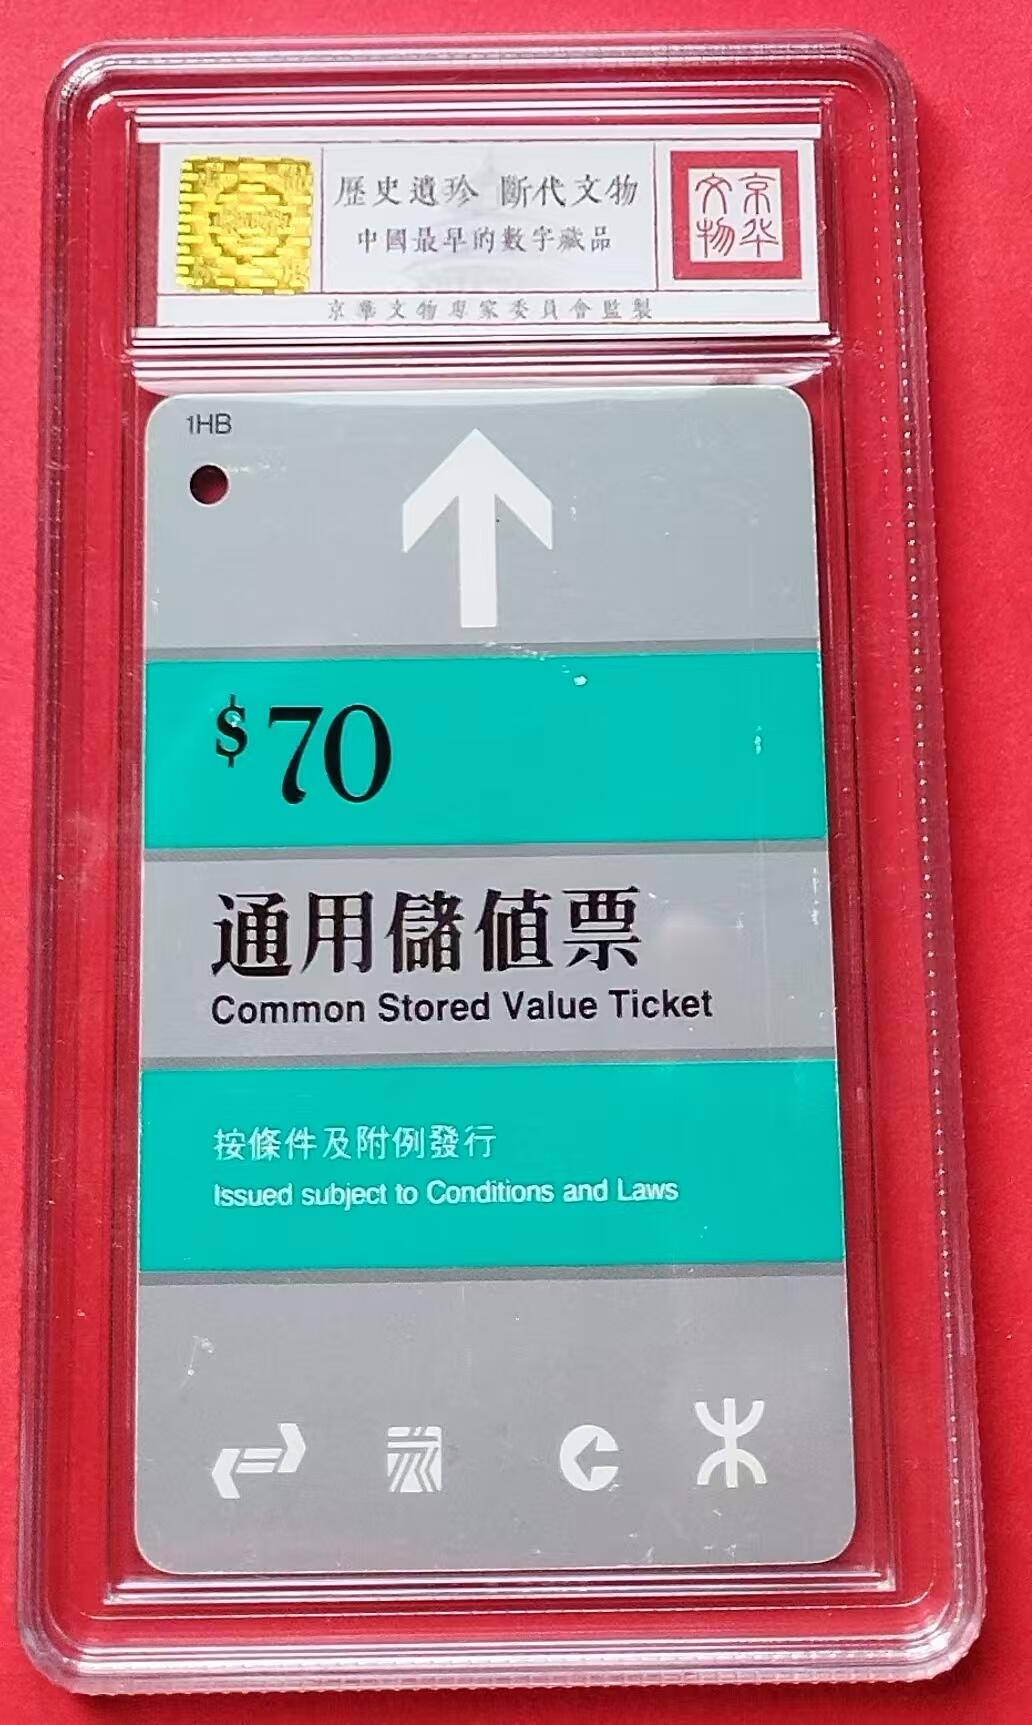 歷史遺珍 斷代文物
中國最早的數字藏品
京华文物
京華文物專家委員會監製
1HB
$70
通用儲值票
Common Stored Value Ticket
按條件及附例發行
Issued subject to Conditions and Laws